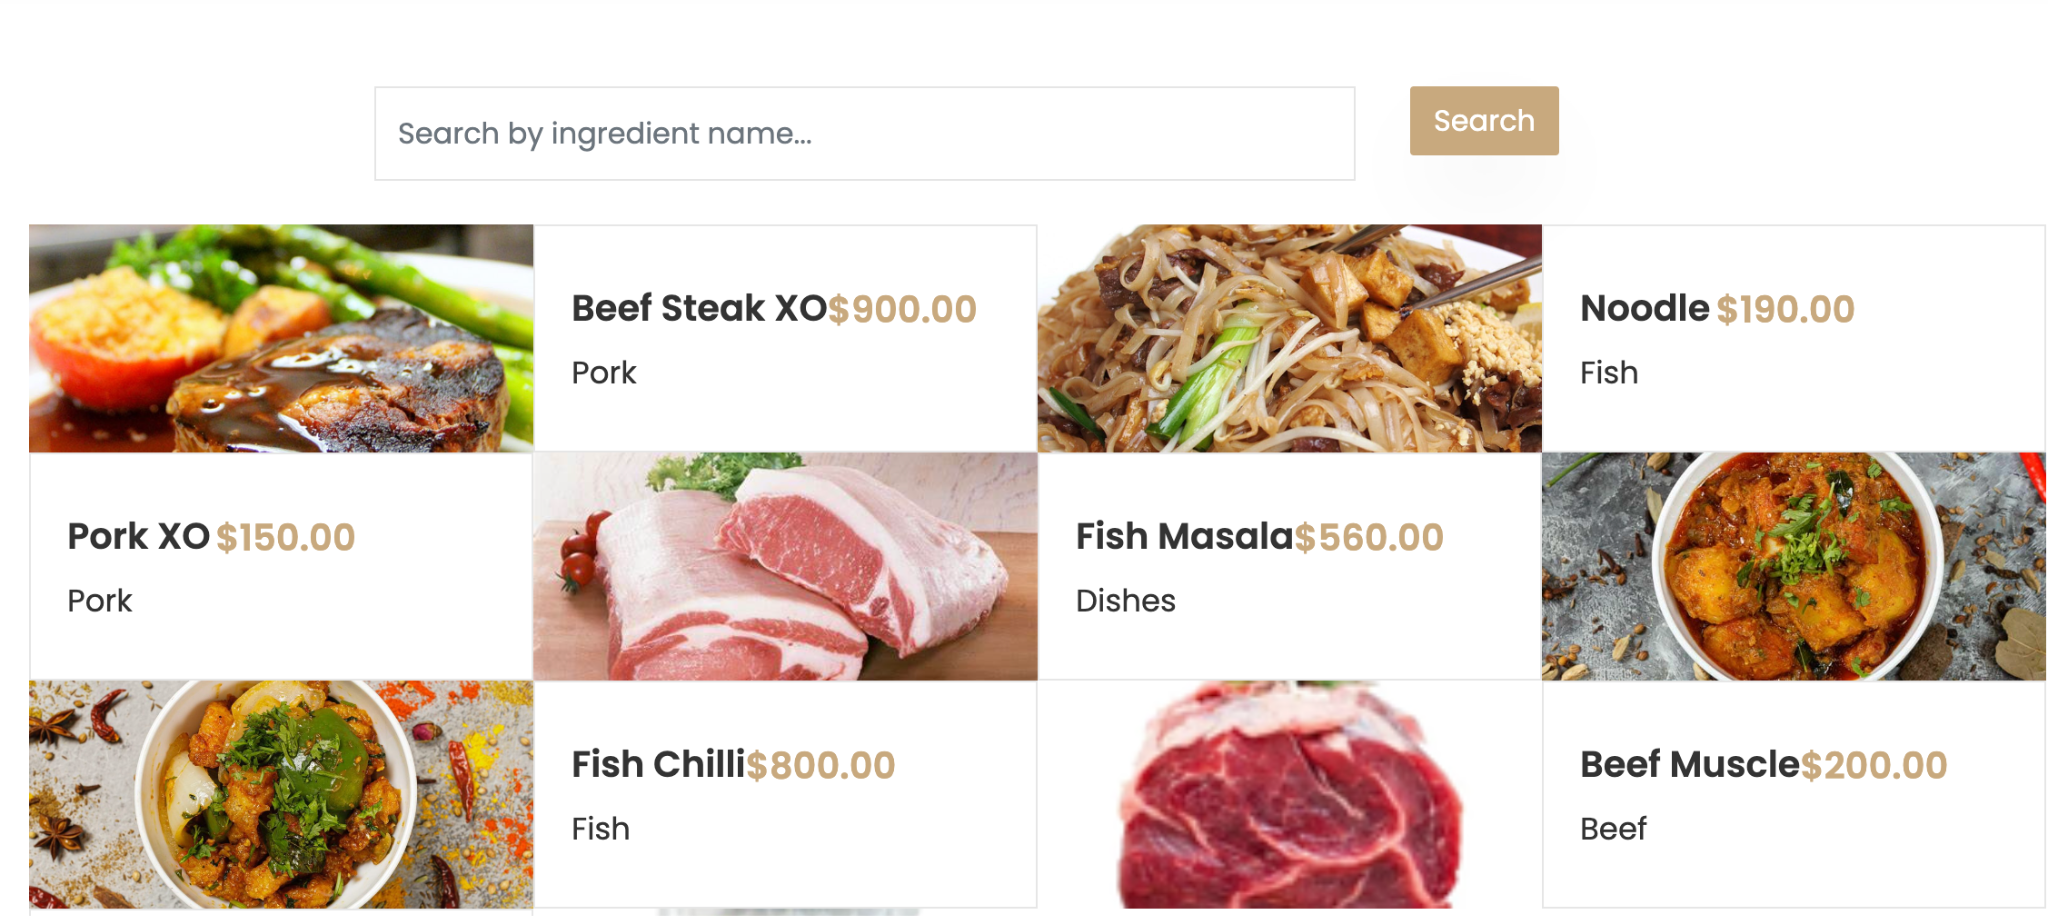 Search by ingredient name...
Search
Beef Steak XO$900.00
Pork
Noodle $190.00
Fish
Pork XO $150.00
Pork
Fish Masala$560.00
Dishes
Fish Chilli$800.00
Fish
Beef Muscle$200.00
Beef